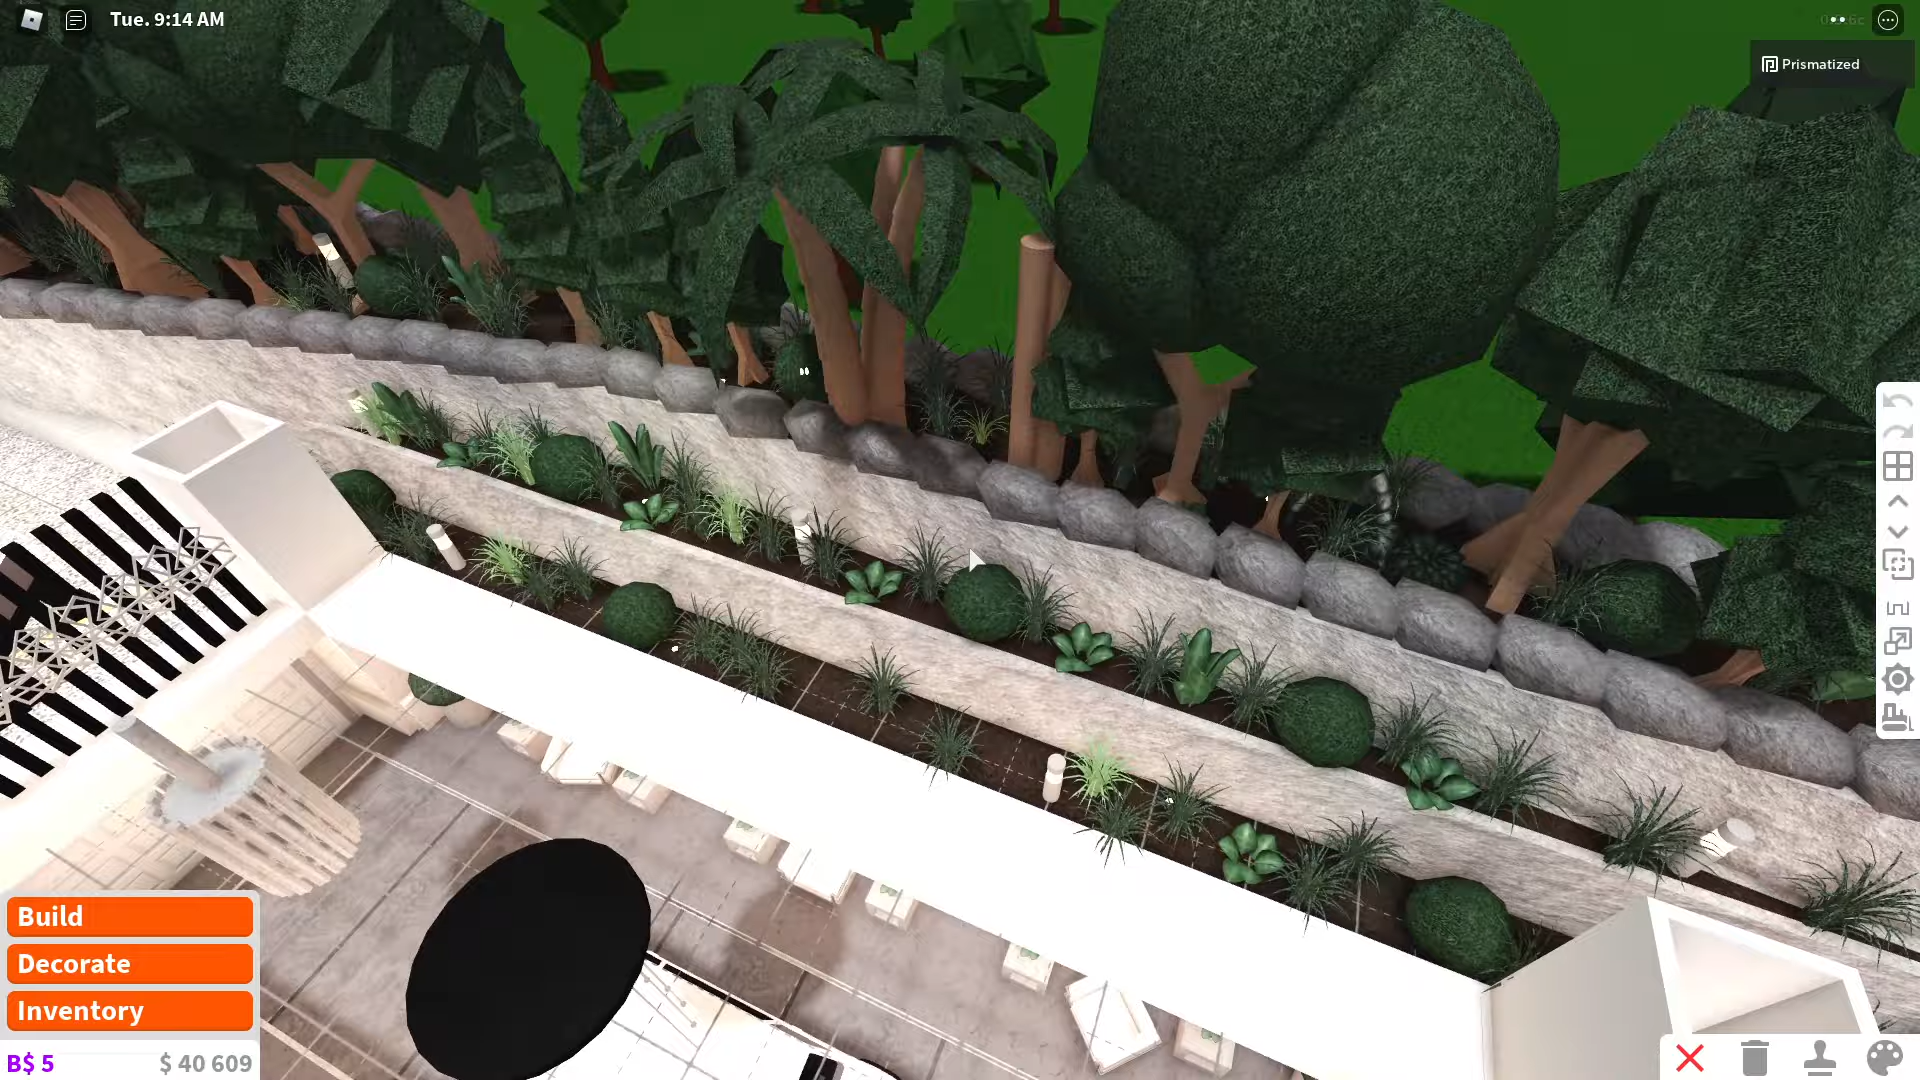 Tue. 9:14 AM
Prismatized
Build
Decorate
Inventory
B$ 5 $ 40 609